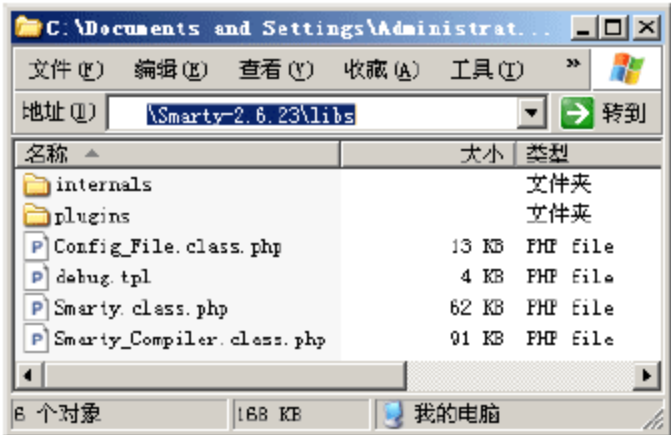 C:\Documents and Settings\Administrat...
文件(F) 编辑(E) 查看(V) 收藏(A) 工具(T) »
地址(D) \Smarty-2.6.23\libs 转到
名称 大小 类型
internals 文件夹
plugins 文件夹
Config_File.class.php 13 KB PHP file
debug.tpl 4 KB PHP file
Smarty.class.php 62 KB PHP file
Smarty_Compiler.class.php 91 KB PHP file
6 个对象 168 KB 我的电脑